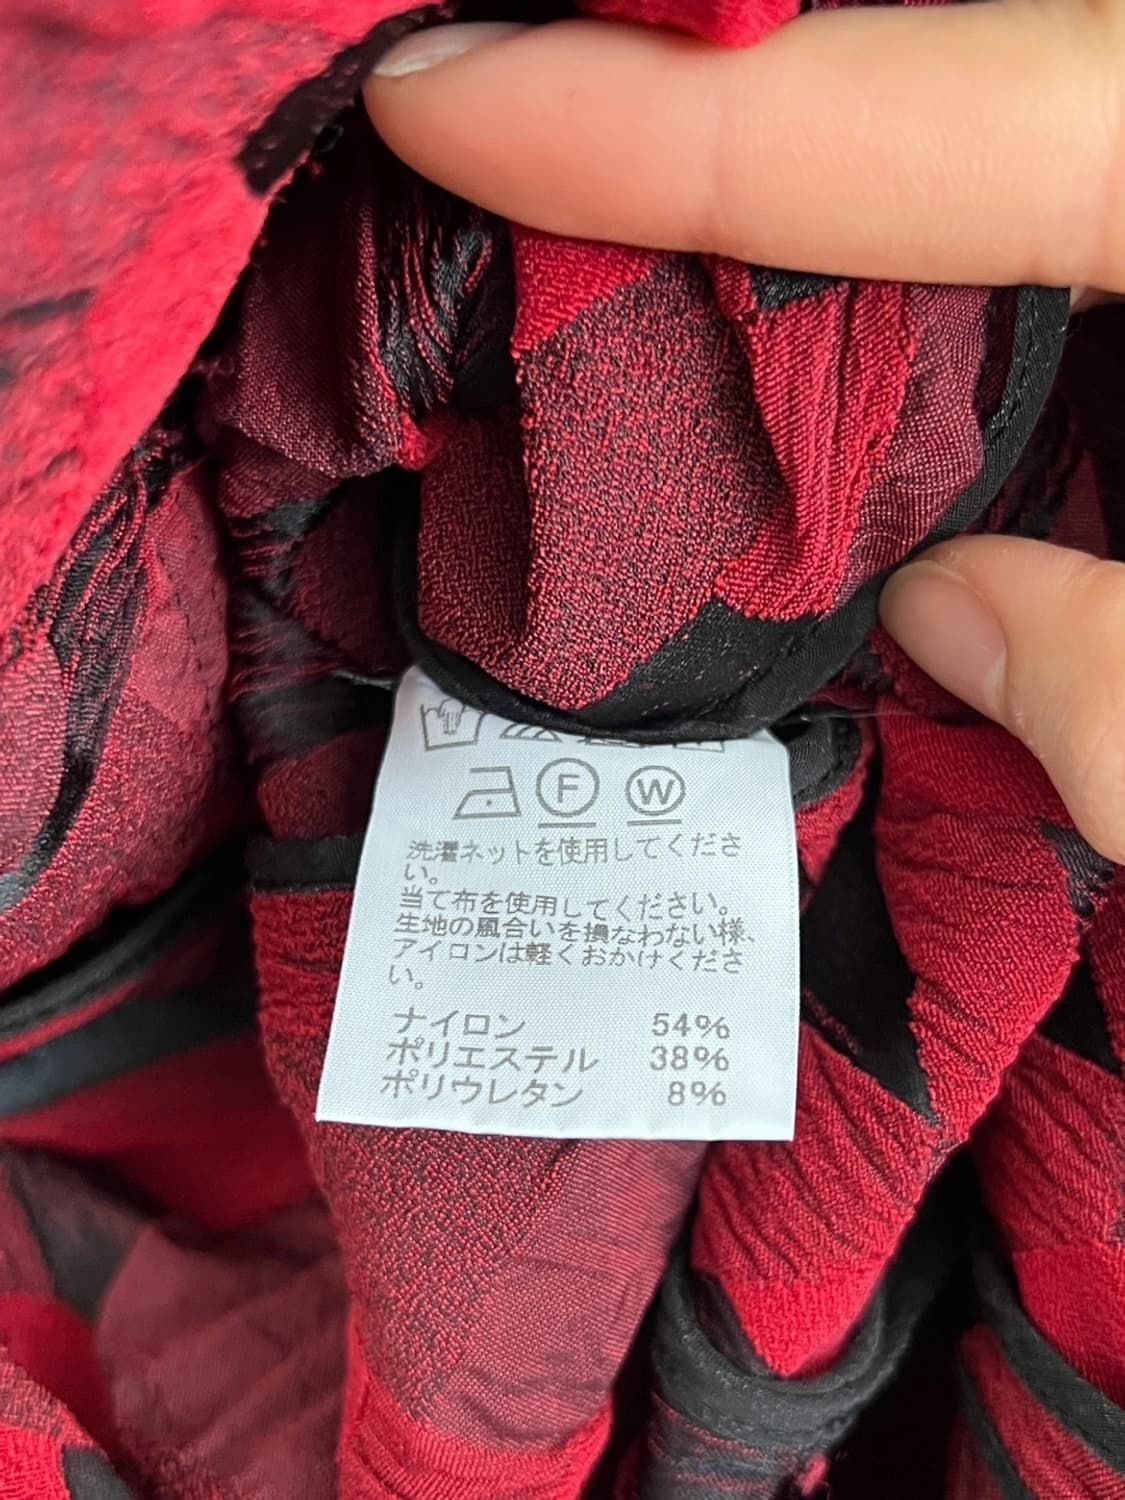 F W
洗濯ネットを使用してくださ
い。
当て布を使用してください。
生地の風合いを損なわない様、
アイロンは軽くおかけくださ
い。
ナイロン 54%
ポリエステル 38%
ポリウレタン 8%